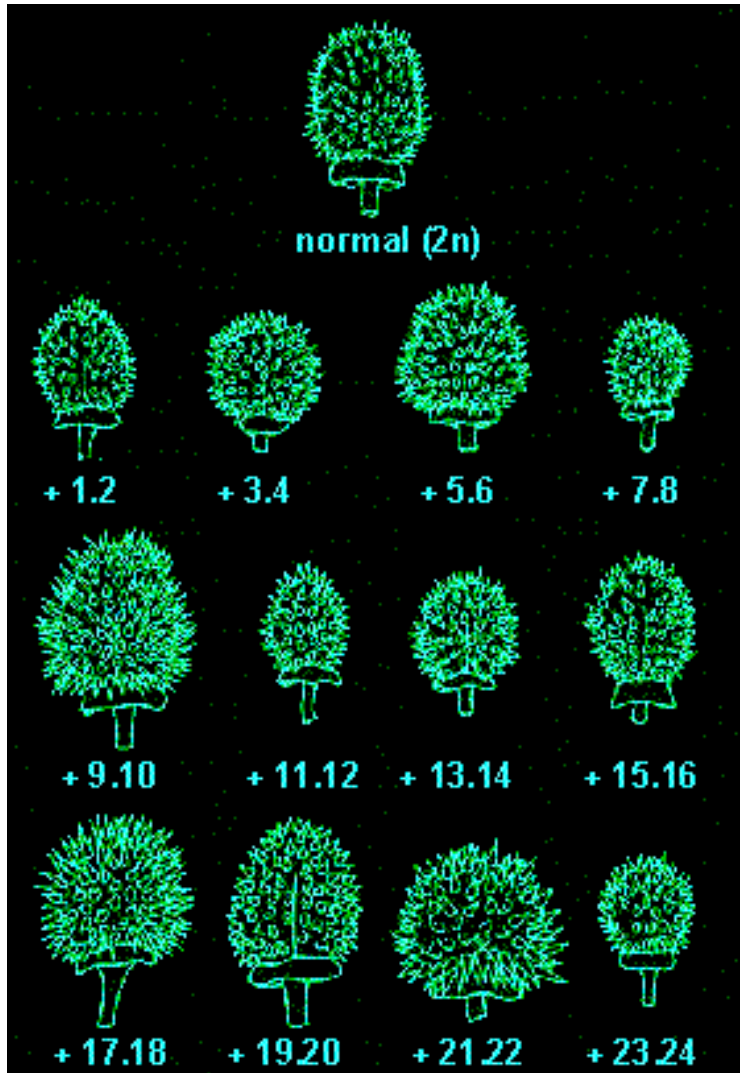 normal (2n)
+ 1.2 + 3.4 + 5.6 + 7.8
+ 9.10 + 11.12 + 13.14 + 15.16
+ 17.18 + 19.20 + 21.22 + 23.24